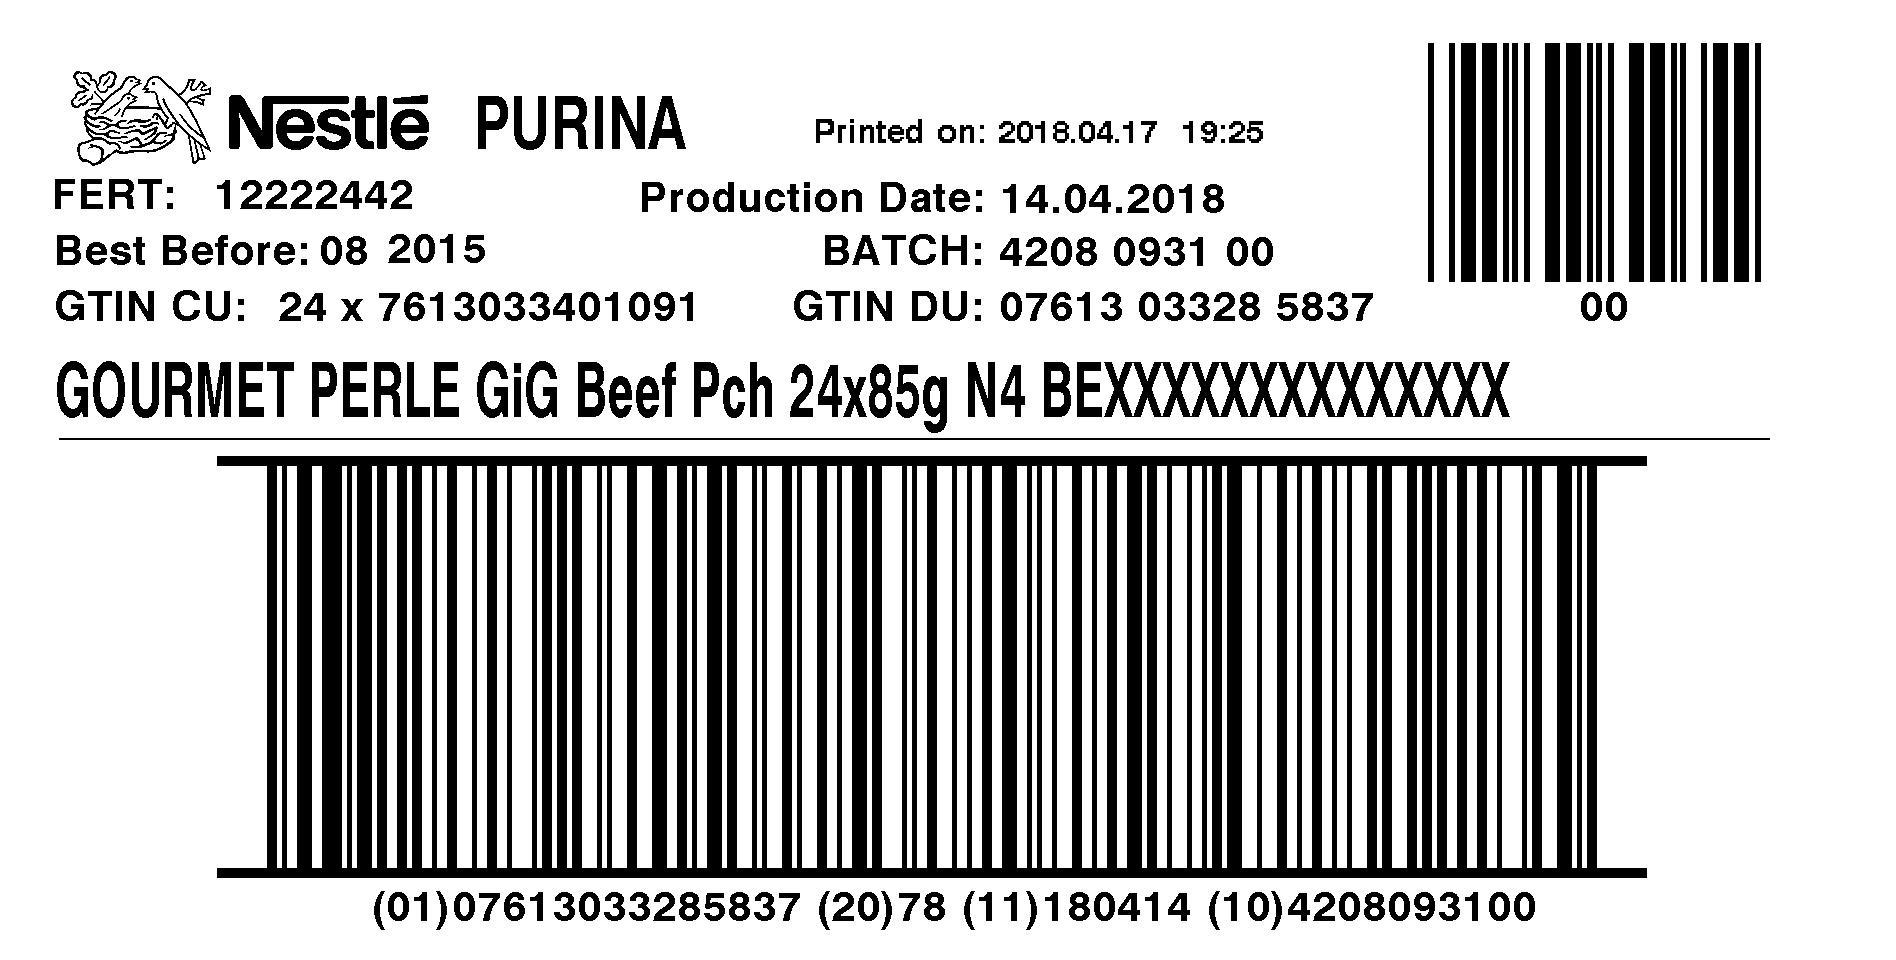 Nestlé PURINA Printed on: 2018.04.17 19:25
FERT: 12222442 Production Date: 14.04.2018
Best Before: 08 2015 BATCH: 4208 0931 00
GTIN CU: 24 x 7613033401091 GTIN DU: 07613 03328 5837
00
GOURMET PERLE GiG Beef Pch 24x85g N4 BEXXXXXXXXXXXXXX
(01)07613033285837 (20)78 (11)180414 (10)4208093100